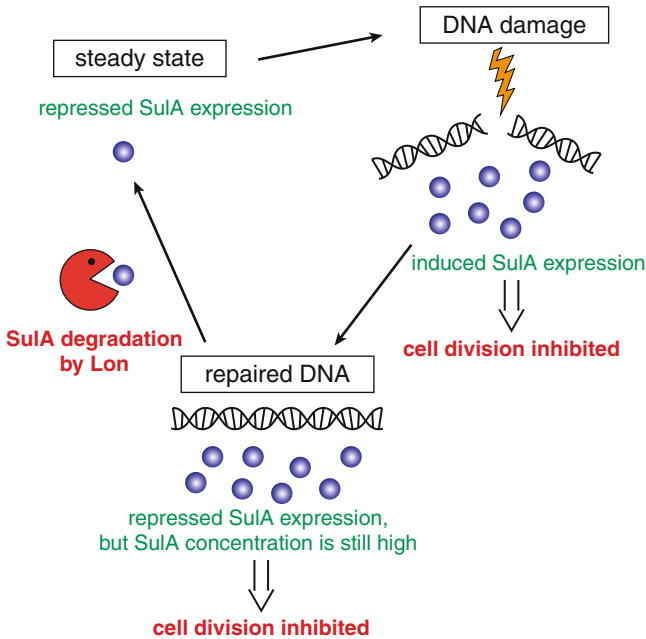 steady state
DNA damage
repressed SulA expression
induced SulA expression
cell division inhibited
SulA degradation
by Lon
repaired DNA
repressed SulA expression,
but SulA concentration is still high
cell division inhibited